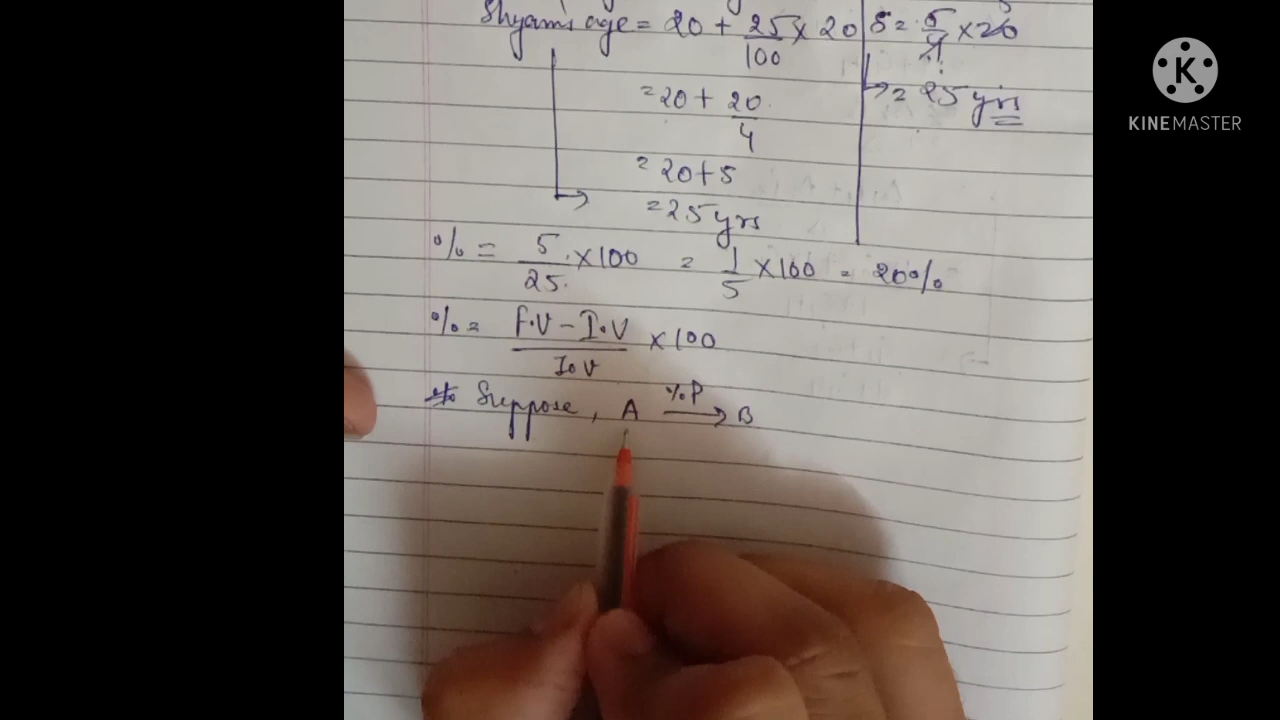 Shyam's age = 20 + 25/100 × 20
= 20 + 20/4
= 20+5
= 25 yrs
S = 5/4 × 20
= 25 yrs
% = 5/25 × 100 = 1/5 × 100 = 20%
% = F.V - I.V / I.V × 100
Suppose, A %P → B
KINEMASTER